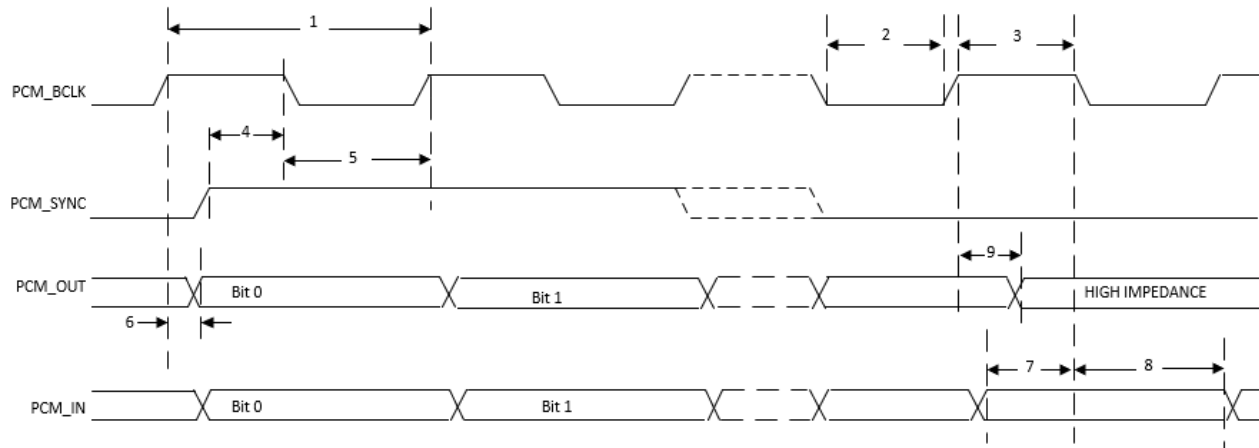 1
2
3
PCM_BCLK
4
5
PCM_SYNC
9
PCM_OUT
Bit 0
Bit 1
HIGH IMPEDANCE
6
7
8
PCM_IN
Bit 0
Bit 1